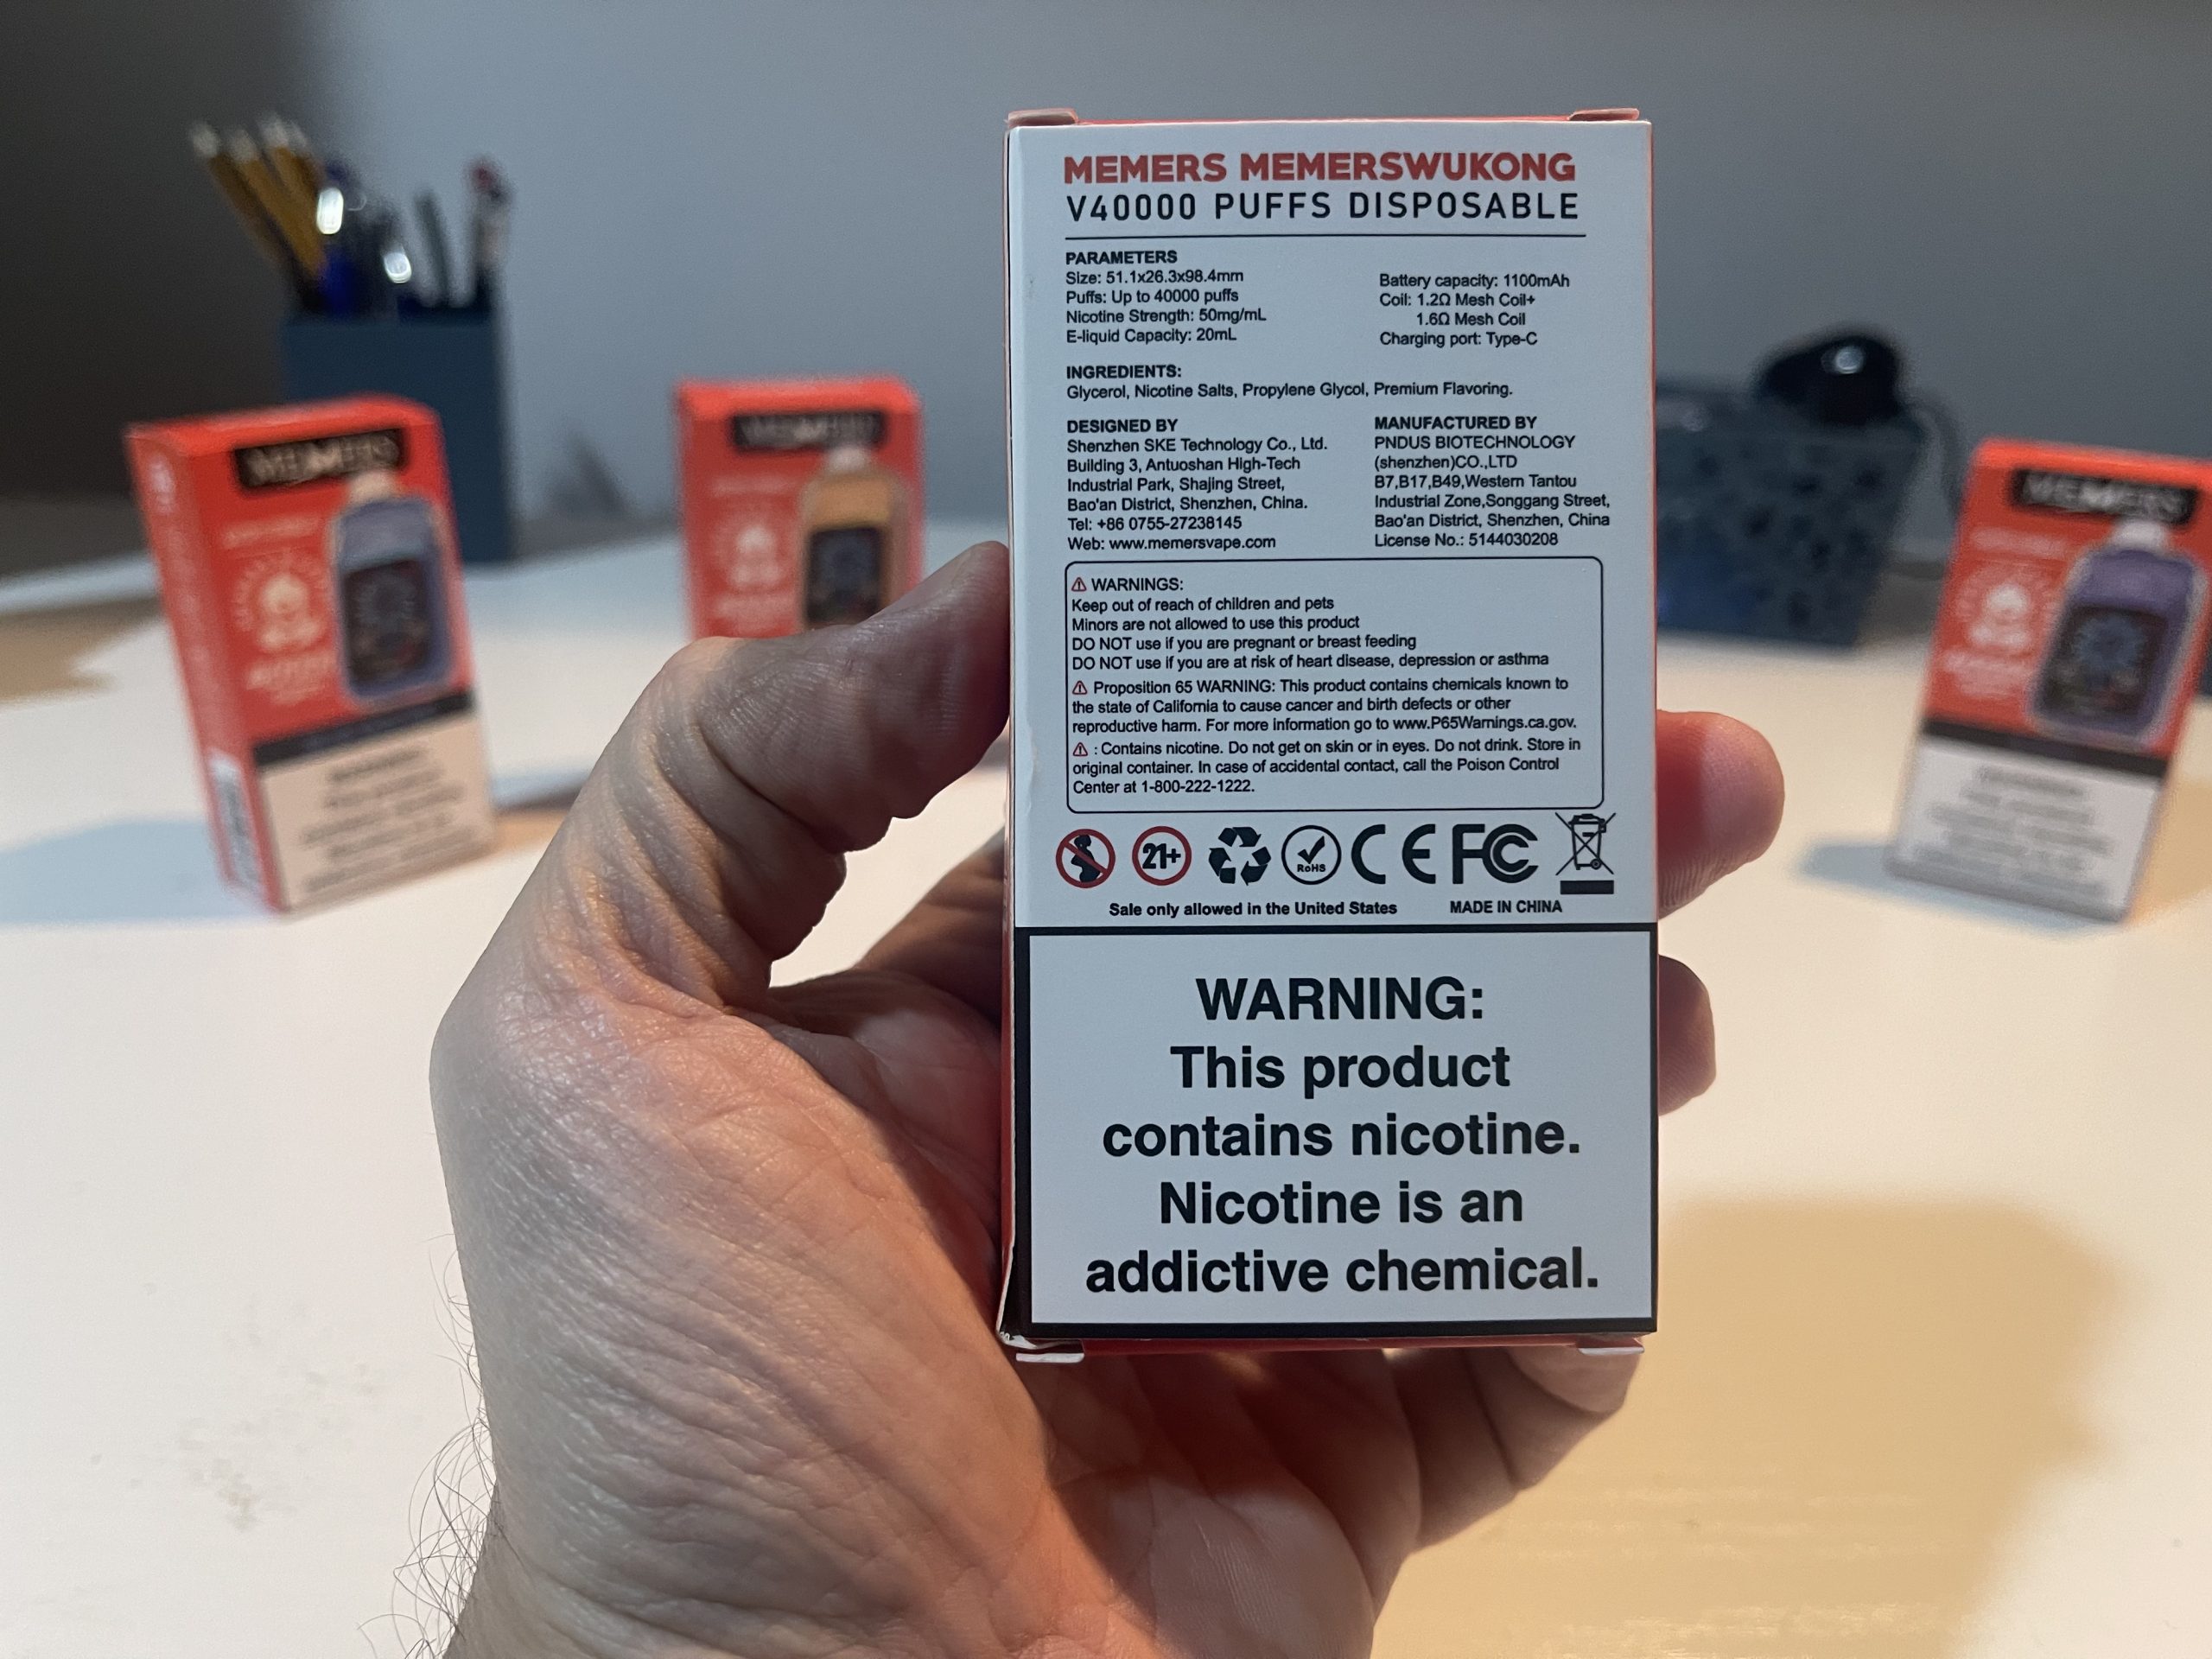 MEMERS MEMERSWUKONG
V40000 PUFFS DISPOSABLE
PARAMETERS
Size: 51.1x26.3x98.4mm
Puffs: Up to 40000 puffs
Nicotine Strength: 50mg/mL
E-liquid Capacity: 20mL
Battery capacity: 1100mAh
Coil: 1.2Ω Mesh Coil+
1.6Ω Mesh Coil
Charging port: Type-C
INGREDIENTS:
Glycerol, Nicotine Salts, Propylene Glycol, Premium Flavoring.
DESIGNED BY
Shenzhen SKE Technology Co., Ltd.
Building 3, Antuoshan High-Tech
Industrial Park, Shajing Street,
Bao'an District, Shenzhen, China.
Tel: +86 0755-27238145
Web: www.memersvape.com
MANUFACTURED BY
PNDUS BIOTECHNOLOGY
(shenzhen)CO.,LTD
B7,B17,B49,Western Tantou
Industrial Zone,Songgang Street,
Bao'an District, Shenzhen, China
License No.: 5144030208
WARNINGS:
Keep out of reach of children and pets
Minors are not allowed to use this product
DO NOT use if you are pregnant or breast feeding
DO NOT use if you are at risk of heart disease, depression or asthma
Proposition 65 WARNING: This product contains chemicals known to
the state of California to cause cancer and birth defects or other
reproductive harm. For more information go to www.P65Warnings.ca.gov.
: Contains nicotine. Do not get on skin or in eyes. Do not drink. Store in
original container. In case of accidental contact, call the Poison Control
Center at 1-800-222-1222.
21+
RoHS
CE
FC
Sale only allowed in the United States
MADE IN CHINA
WARNING:
This product
contains nicotine.
Nicotine is an
addictive chemical.
MEMERS
MEMERS
MEMERS